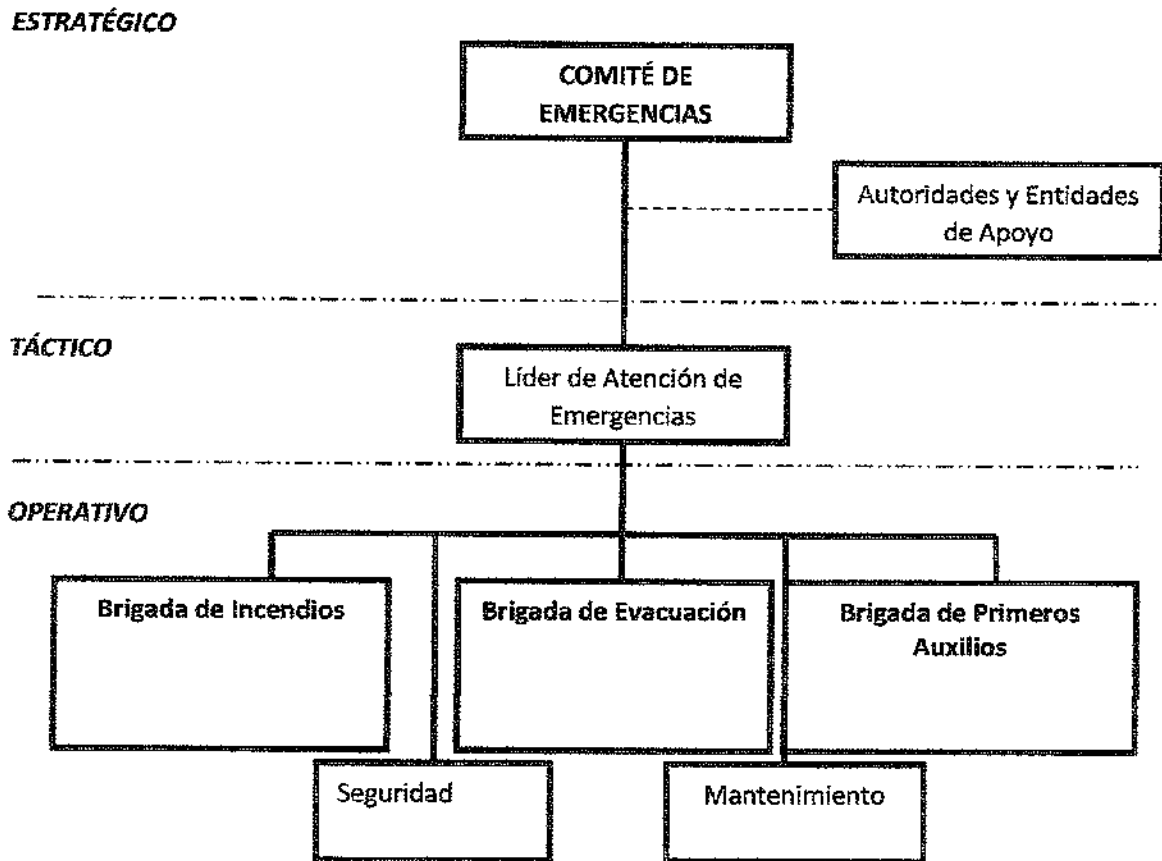 ESTRATÉGICO
COMITÉ DE
EMERGENCIAS
Autoridades y Entidades
de Apoyo
TÁCTICO
Líder de Atención de
Emergencias
OPERATIVO
Brigada de Incendios
Brigada de Evacuación
Brigada de Primeros
Auxilios
Seguridad
Mantenimiento